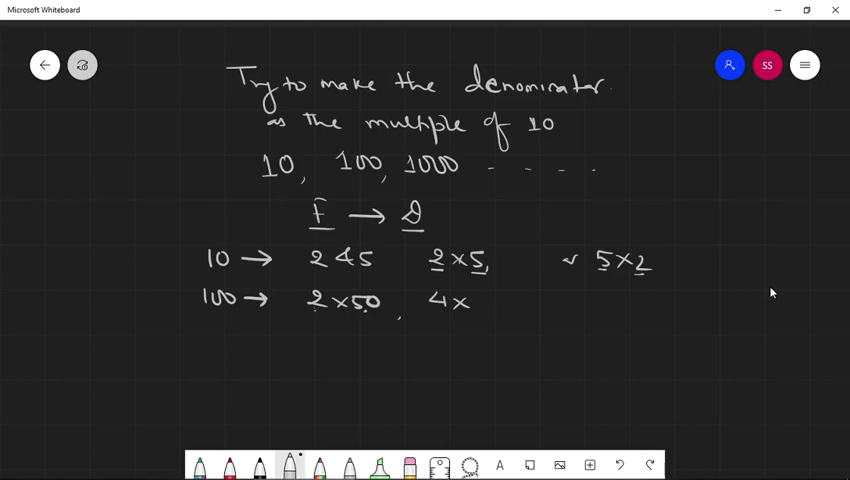 Microsoft Whiteboard
Try to make the denominator.
as the multiple of 10
10, 100, 1000 - - - - .
F → D
10 → 2 & 5 2 × 5, or 5 × 2
100 → 2 × 50, 4 ×
SS
A